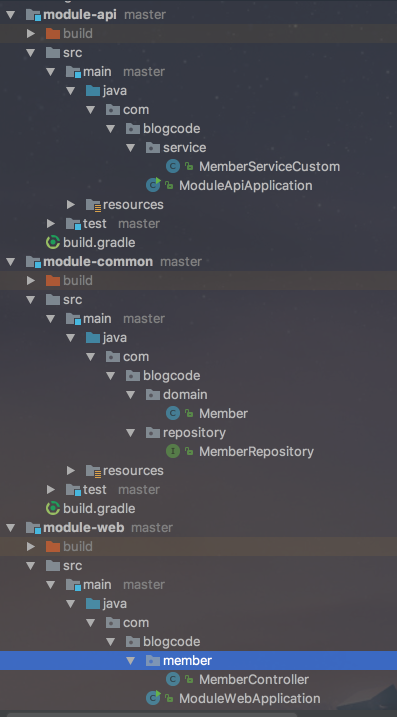 module-api master
build
src
main master
java
com
blogcode
service
MemberServiceCustom
ModuleApiApplication
resources
test master
build.gradle
module-common master
build
src
main master
java
com
blogcode
domain
Member
repository
MemberRepository
resources
test master
build.gradle
module-web master
build
src
main master
java
com
blogcode
member
MemberController
ModuleWebApplication